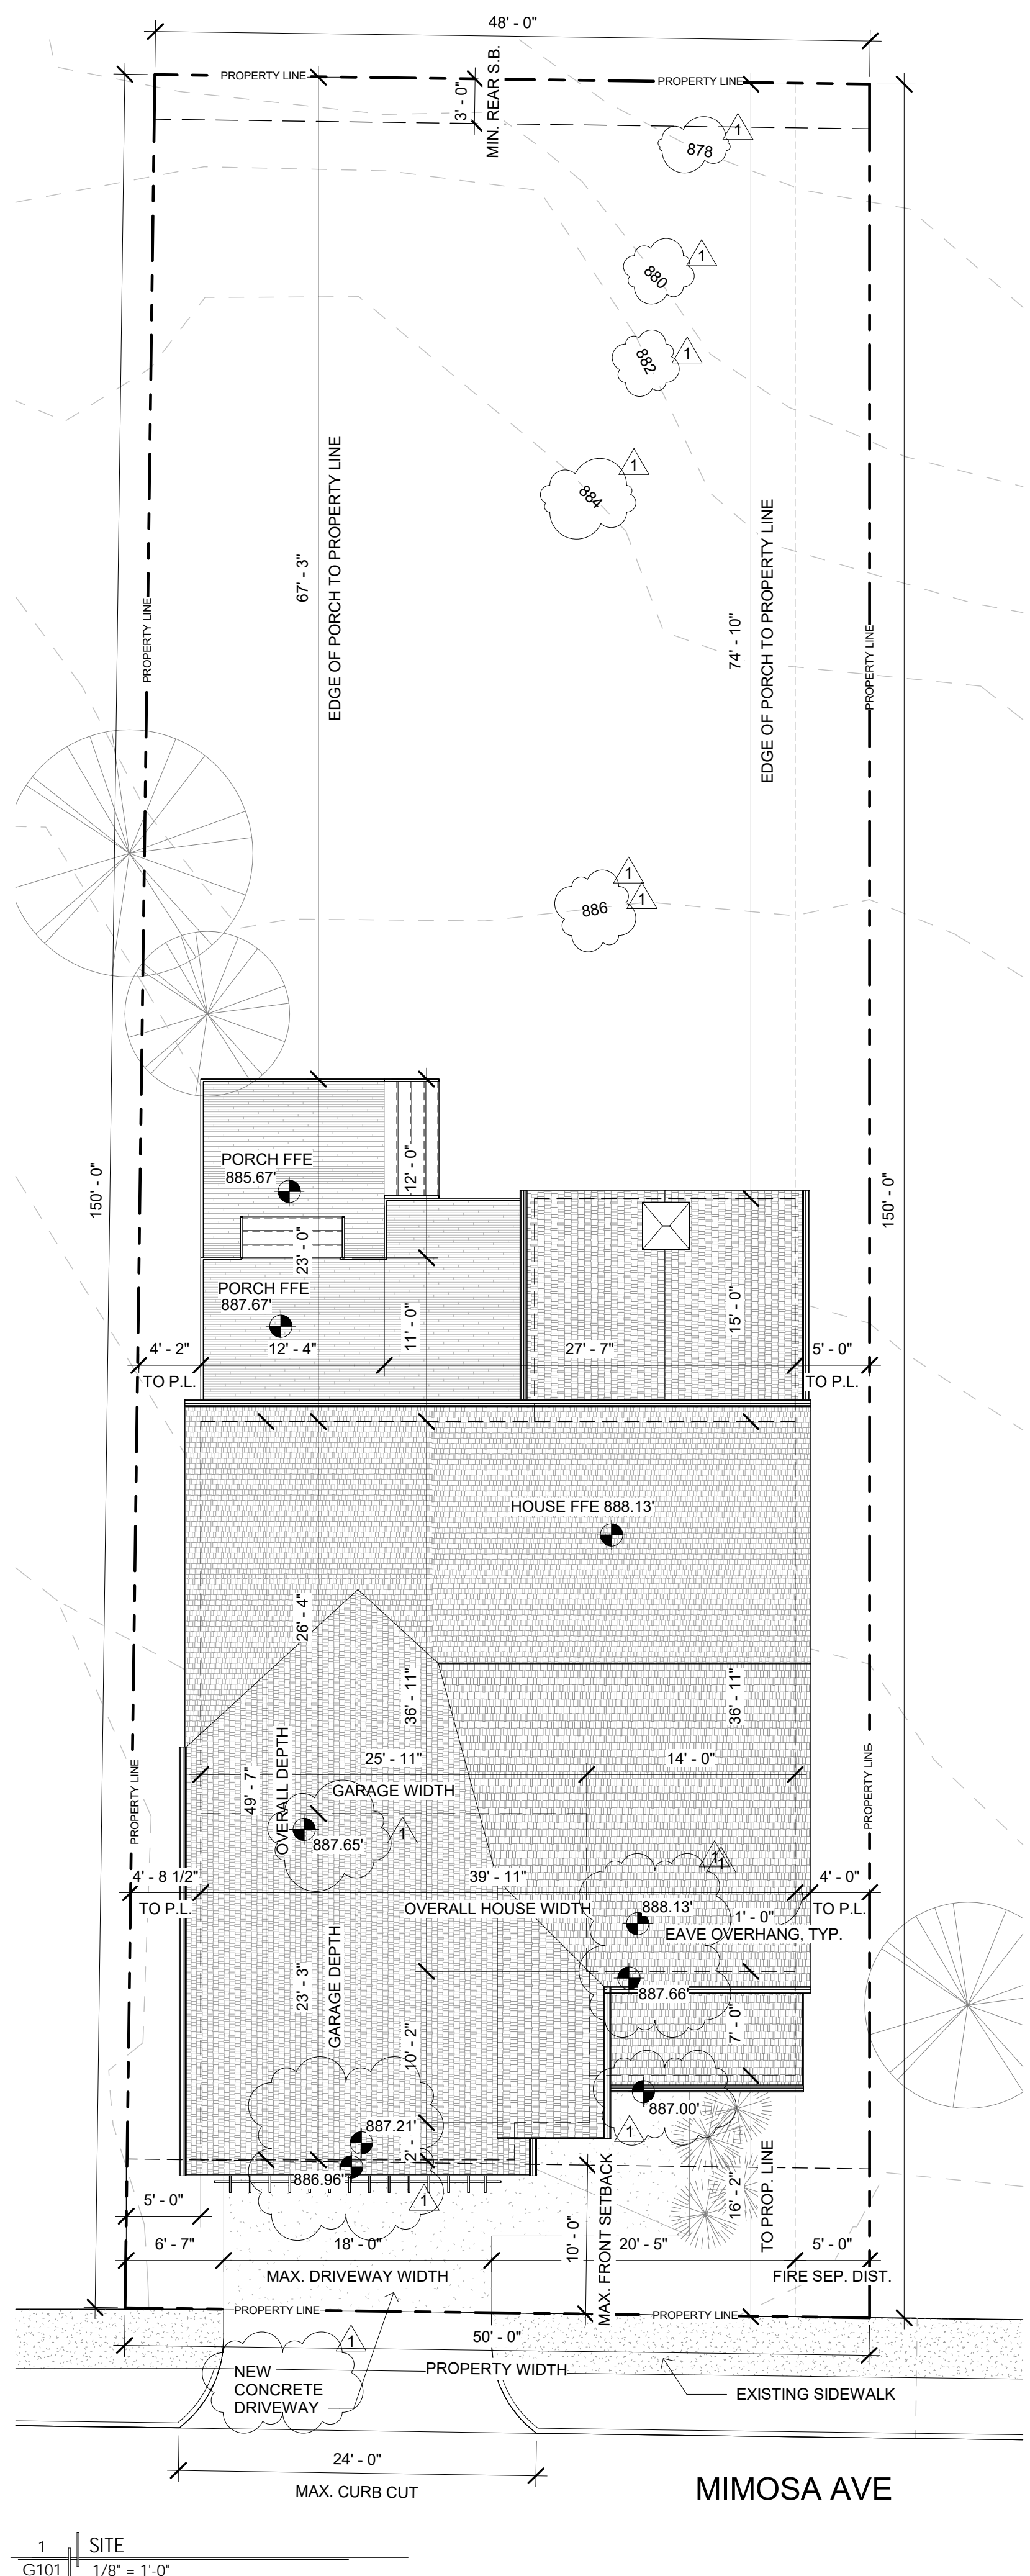 48' - 0"
PROPERTY LINE
PROPERTY LINE
3' - 0"
MIN. REAR S.B.
878
1
880
1
882
1
884
1
67' - 3"
EDGE OF PORCH TO PROPERTY LINE
74' - 10"
EDGE OF PORCH TO PROPERTY LINE
PROPERTY LINE
PROPERTY LINE
886
1
1
150' - 0"
150' - 0"
PORCH FFE
885.67'
12' - 0"
23' - 0"
PORCH FFE
887.67'
11' - 0"
15' - 0"
4' - 2"
TO P.L.
12' - 4"
27' - 7"
5' - 0"
TO P.L.
HOUSE FFE 888.13'
26' - 4"
36' - 11"
36' - 11"
49' - 7"
OVERALL DEPTH
25' - 11"
GARAGE WIDTH
14' - 0"
PROPERTY LINE
PROPERTY LINE
887.65'
1
1
1
4' - 8 1/2"
TO P.L.
39' - 11"
OVERALL HOUSE WIDTH
4' - 0"
TO P.L.
888.13'
1' - 0"
EAVE OVERHANG, TYP.
887.66'
23' - 3"
GARAGE DEPTH
10' - 2"
7' - 0"
887.00'
1
887.21'
2' -
886.96'
1
5' - 0"
10' - 0"
MAX. FRONT SETBACK
16' - 2"
TO PROP. LINE
6' - 7"
18' - 0"
MAX. DRIVEWAY WIDTH
20' - 5"
5' - 0"
FIRE SEP. DIST.
PROPERTY LINE
PROPERTY LINE
50' - 0"
PROPERTY WIDTH
1
NEW
CONCRETE
DRIVEWAY
EXISTING SIDEWALK
24' - 0"
MAX. CURB CUT
MIMOSA AVE
1
SITE
G101
1/8" = 1'-0"